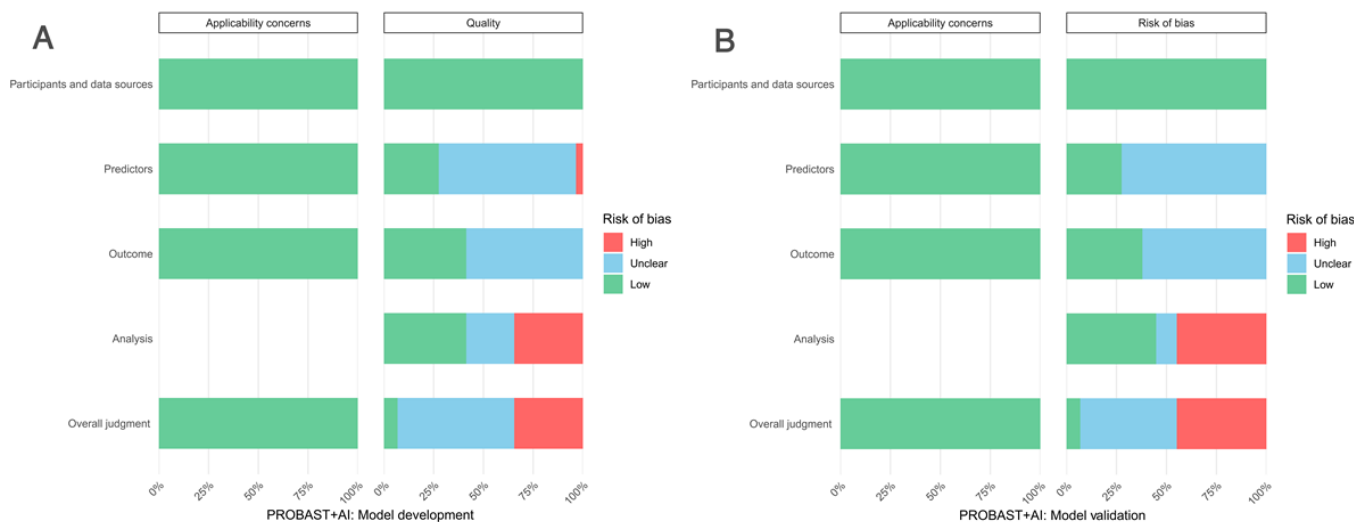 A
Applicability concerns
Quality
Participants and data sources
Predictors
Outcome
Analysis
Overall judgment
0%
25%
50%
75%
100%
0%
25%
50%
75%
100%
PROBAST+AI: Model development
Risk of bias
High
Unclear
Low
B
Applicability concerns
Risk of bias
Participants and data sources
Predictors
Outcome
Analysis
Overall judgment
0%
25%
50%
75%
100%
0%
25%
50%
75%
100%
PROBAST+AI: Model validation
Risk of bias
High
Unclear
Low